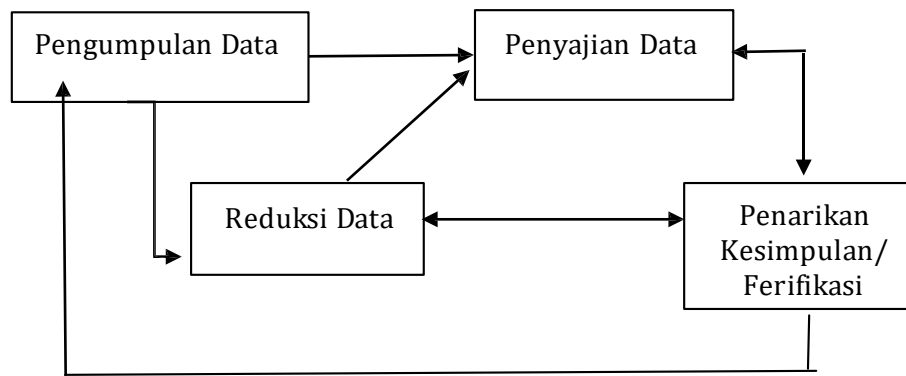 Pengumpulan Data
Penyajian Data
Reduksi Data
Penarikan
Kesimpulan/
Ferifikasi